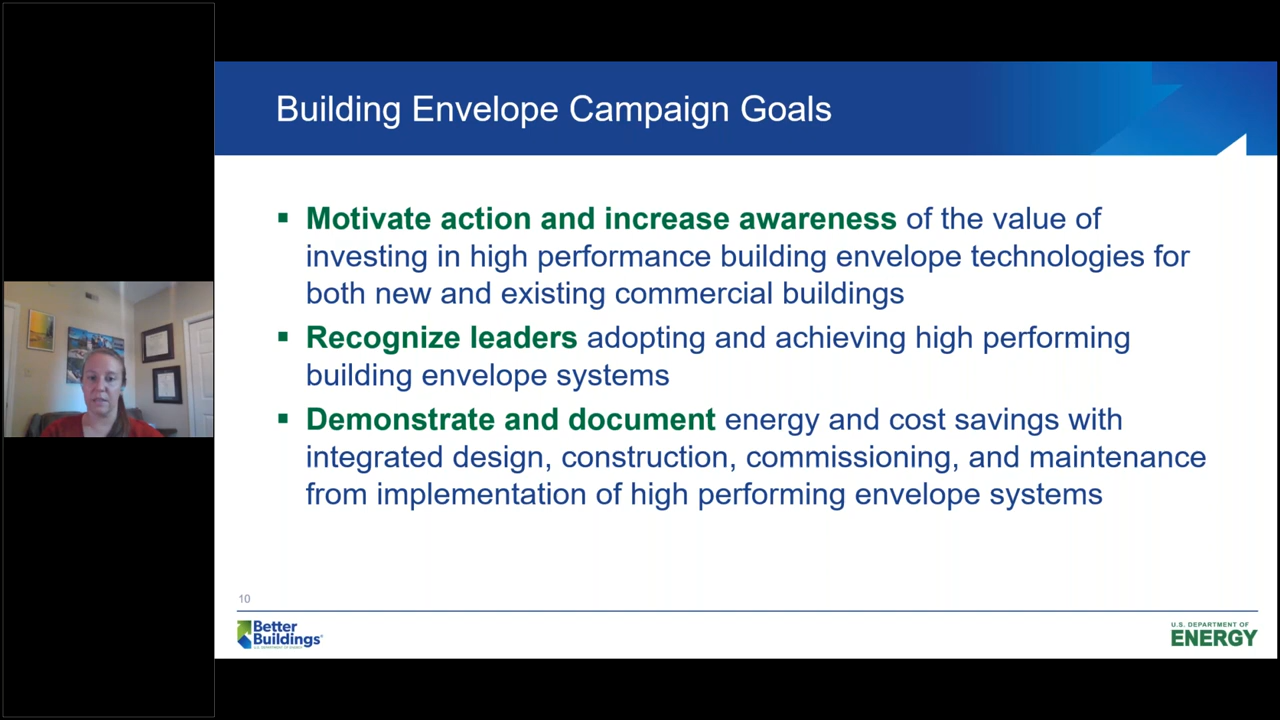 Building Envelope Campaign Goals
▪ Motivate action and increase awareness of the value of
investing in high performance building envelope technologies for
both new and existing commercial buildings
▪ Recognize leaders adopting and achieving high performing
building envelope systems
▪ Demonstrate and document energy and cost savings with
integrated design, construction, commissioning, and maintenance
from implementation of high performing envelope systems
10
Better
Buildings®
U.S. DEPARTMENT OF ENERGY
U.S. DEPARTMENT OF
ENERGY